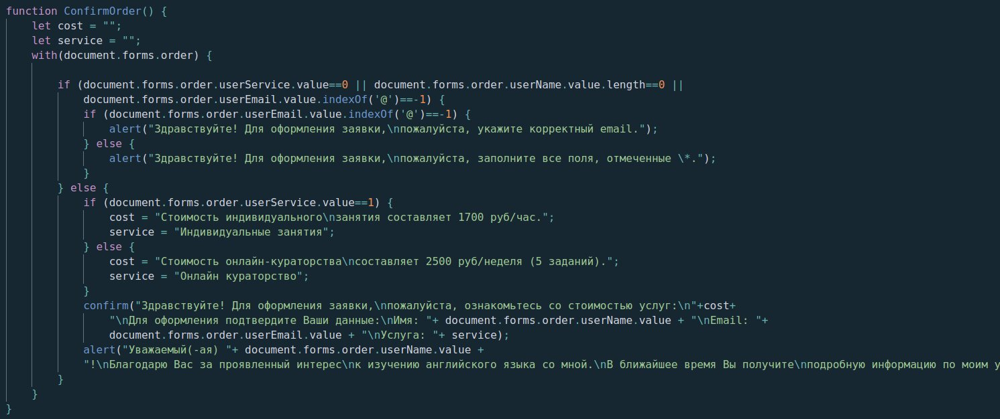 function ConfirmOrder() {
let cost = "";
let service = "";
with(document.forms.order) {
if (document.forms.order.userService.value==0 || document.forms.order.userName.value.length==0 ||
document.forms.order.userEmail.value.indexOf('@')==-1) {
if (document.forms.order.userEmail.value.indexOf('@')==-1) {
alert("Здравствуйте! Для оформления заявки,\nпожалуйста, укажите корректный email.");
} else {
alert("Здравствуйте! Для оформления заявки,\nпожалуйста, заполните все поля, отмеченные \*.");
}
} else {
if (document.forms.order.userService.value==1) {
cost = "Стоимость индивидуального\nзанятия составляет 1700 руб/час.";
service = "Индивидуальные занятия";
} else {
cost = "Стоимость онлайн-кураторства\nсоставляет 2500 руб/неделя (5 заданий).";
service = "Онлайн кураторство";
}
confirm("Здравствуйте! Для оформления заявки,\nпожалуйста, ознакомьтесь со стоимостью услуг:\n"+cost+
"\nДля оформления подтвердите Ваши данные:\nИмя: "+ document.forms.order.userName.value + "\nEmail: "+
document.forms.order.userEmail.value + "\nУслуга: "+ service);
alert("Уважаемый(-ая) "+ document.forms.order.userName.value +
"!\nБлагодарю Вас за проявленный интерес\nк изучению английского языка со мной.\nВ ближайшее время Вы получите\nподробную информацию по моим у
}
}
}